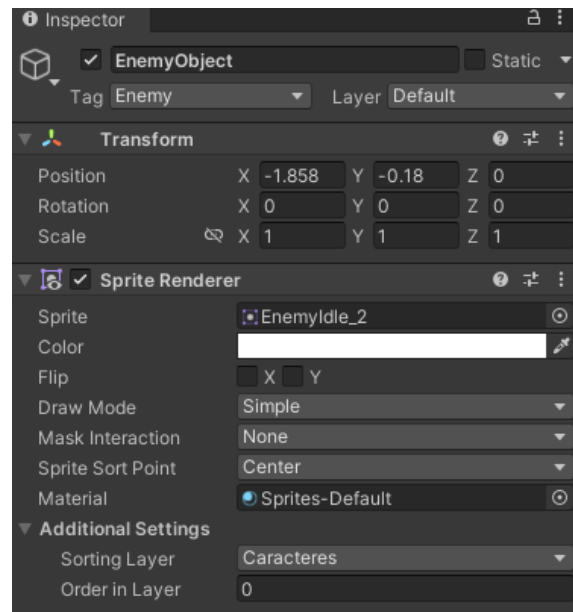 Inspector
EnemyObject Static
Tag Enemy Layer Default
Transform
Position X -1.858 Y -0.18 Z 0
Rotation X 0 Y 0 Z 0
Scale X 1 Y 1 Z 1
Sprite Renderer
Sprite EnemyIdle_2
Color
Flip X Y
Draw Mode Simple
Mask Interaction None
Sprite Sort Point Center
Material Sprites-Default
Additional Settings
Sorting Layer Caracteres
Order in Layer 0